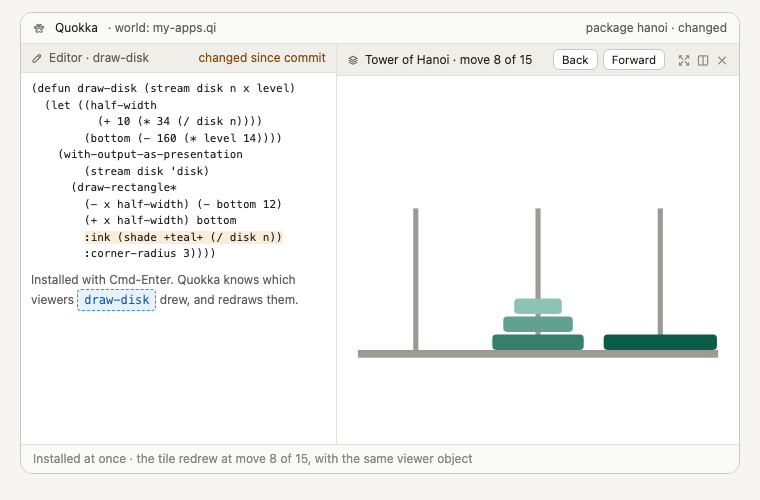 Quokka · world: my-apps.qi
package hanoi · changed
Editor · draw-disk
changed since commit
Tower of Hanoi · move 8 of 15
Back
Forward
(defun draw-disk (stream disk n x level)
(let ((half-width
(+ 10 (* 34 (/ disk n))))
(bottom (- 160 (* level 14))))
(with-output-as-presentation
(stream disk 'disk)
(draw-rectangle*
(- x half-width) (- bottom 12)
(+ x half-width) bottom
:ink (shade +teal+ (/ disk n))
:corner-radius 3))))
Installed with Cmd-Enter. Quokka knows which
viewers draw-disk drew, and redraws them.
Installed at once · the tile redrew at move 8 of 15, with the same viewer object